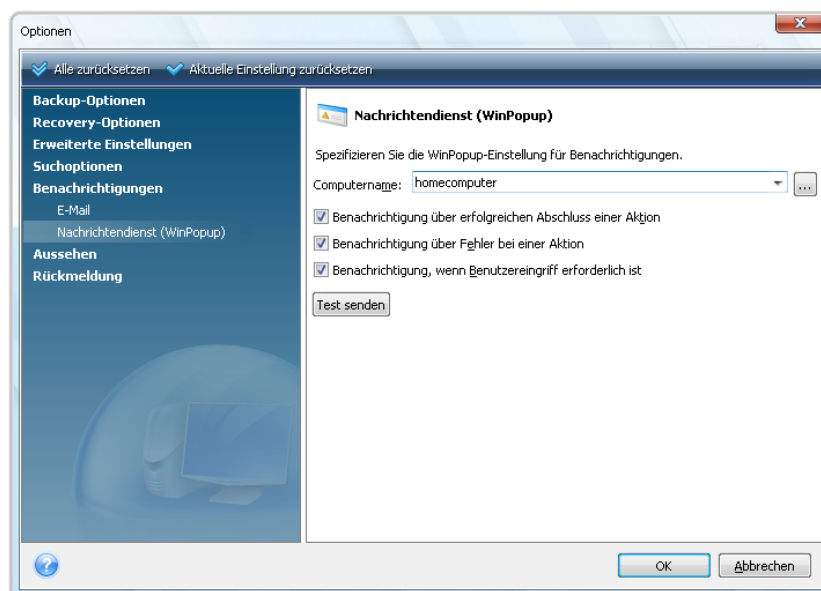 Optionen
Alle zurücksetzen Aktuelle Einstellung zurücksetzen
Backup-Optionen
Recovery-Optionen
Erweiterte Einstellungen
Suchoptionen
Benachrichtigungen
E-Mail
Nachrichtendienst (WinPopup)
Aussehen
Rückmeldung
Nachrichtendienst (WinPopup)
Spezifizieren Sie die WinPopup-Einstellung für Benachrichtigungen.
Computername: homecomputer ...
Benachrichtigung über erfolgreichen Abschluss einer Aktion
Benachrichtigung über Fehler bei einer Aktion
Benachrichtigung, wenn Benutzereingriff erforderlich ist
Test senden
? OK Abbrechen